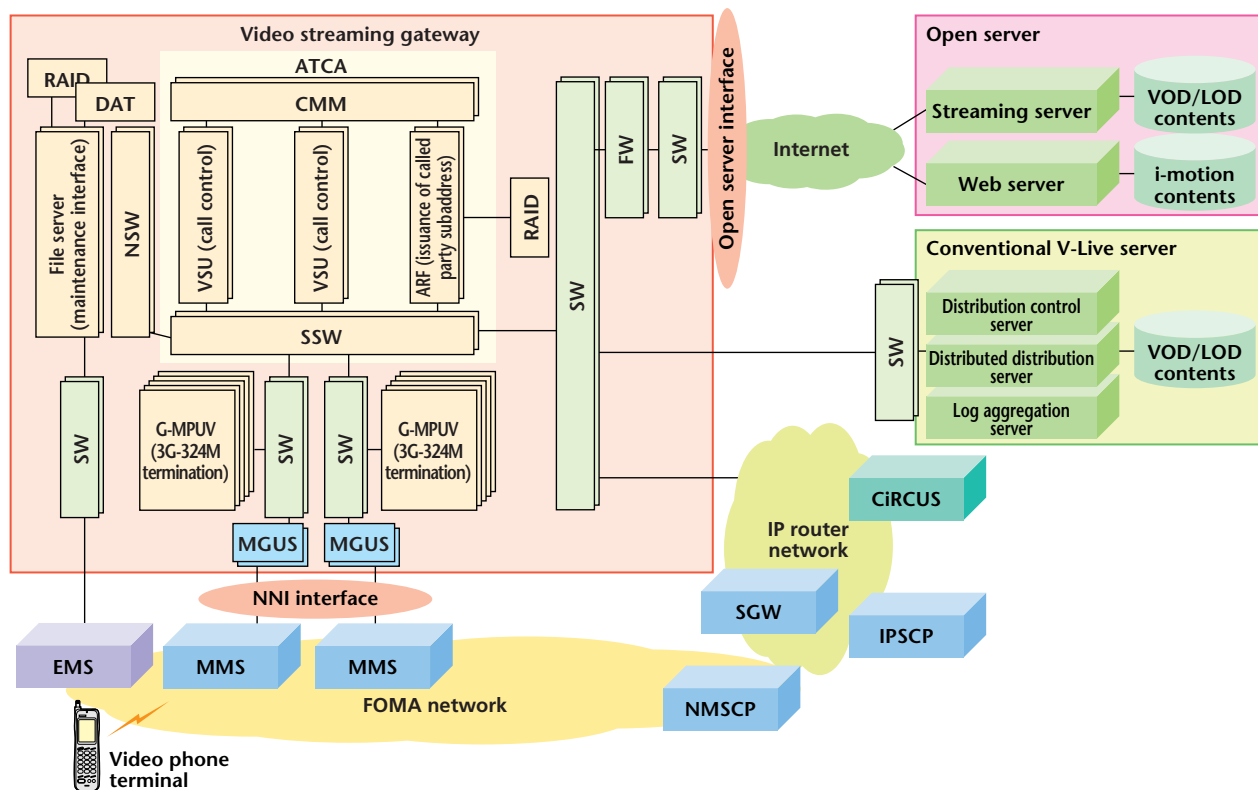 Video streaming gateway
RAID
DAT
File server
(maintenance interface)
NSW
ATCA
CMM
VSU (call control)
VSU (call control)
ARF (issuance of called
party subaddress)
RAID
SSW
SW
G-MPUV
(3G-324M
termination)
SW
SW
G-MPUV
(3G-324M
termination)
MGUS
MGUS
SW
FW
SW
Open server interface
Internet
Open server
Streaming server
VOD/LOD
contents
Web server
i-motion
contents
Conventional V-Live server
SW
Distribution control
server
Distributed distribution
server
Log aggregation
server
VOD/LOD
contents
CiRCUS
IP router
network
SGW
IPSCP
NNI interface
EMS
MMS
MMS
NMSCP
FOMA network
Video phone
terminal